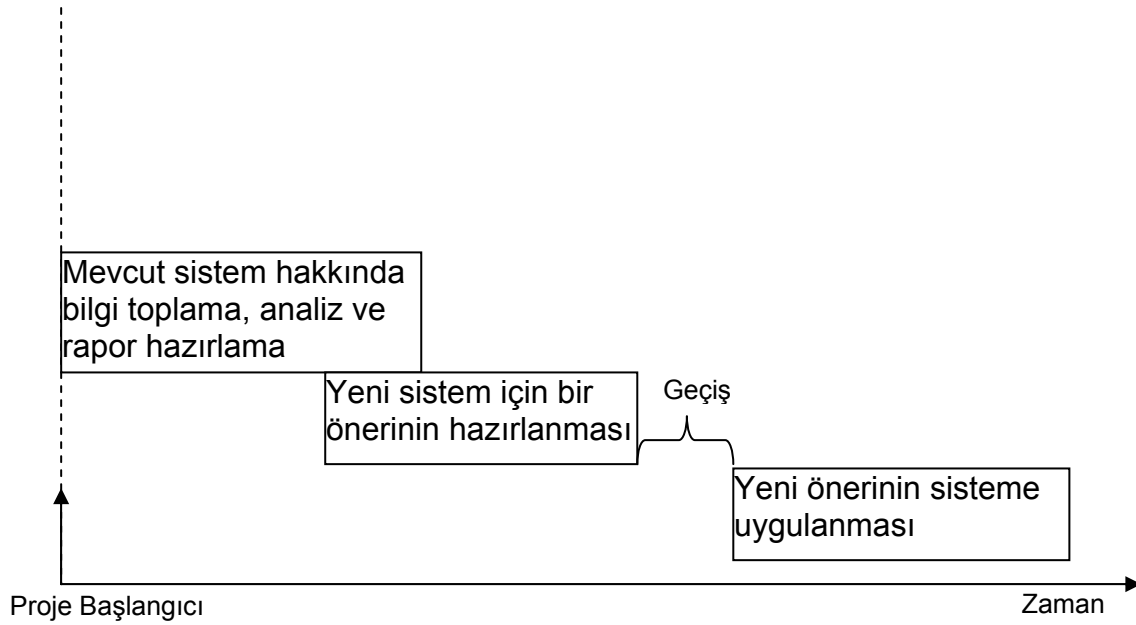 Mevcut sistem hakkında
bilgi toplama, analiz ve
rapor hazırlama
Yeni sistem için bir
önerinin hazırlanması
Geçiş
Yeni önerinin sisteme
uygulanması
Proje Başlangıcı
Zaman